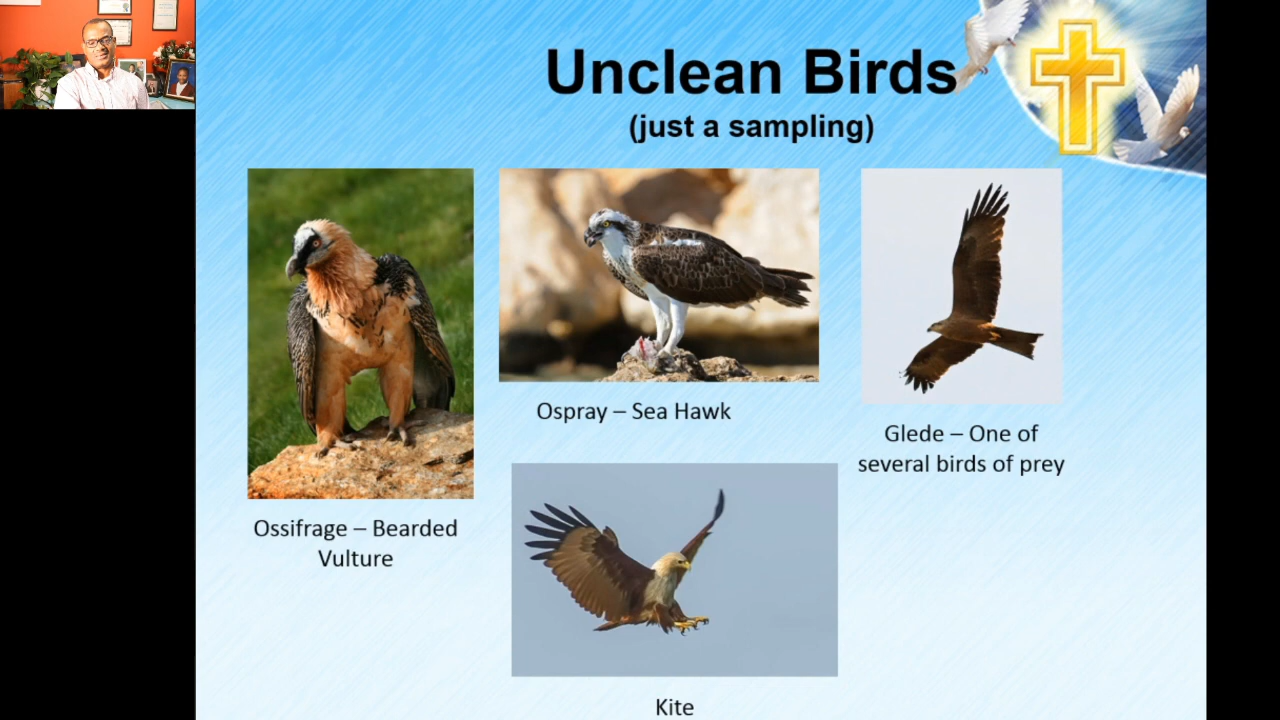 Unclean Birds
(just a sampling)
Ospray – Sea Hawk
Glede – One of
several birds of prey
Ossifrage – Bearded
Vulture
Kite